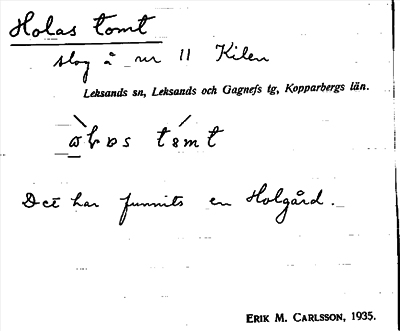 Holas tomt
slog å nr 11 Kilen
Leksands sn, Leksands och Gagnefs tg, Kopparbergs län.
Det har funnits en Holgård.
ERIK M. CARLSSON, 1935.